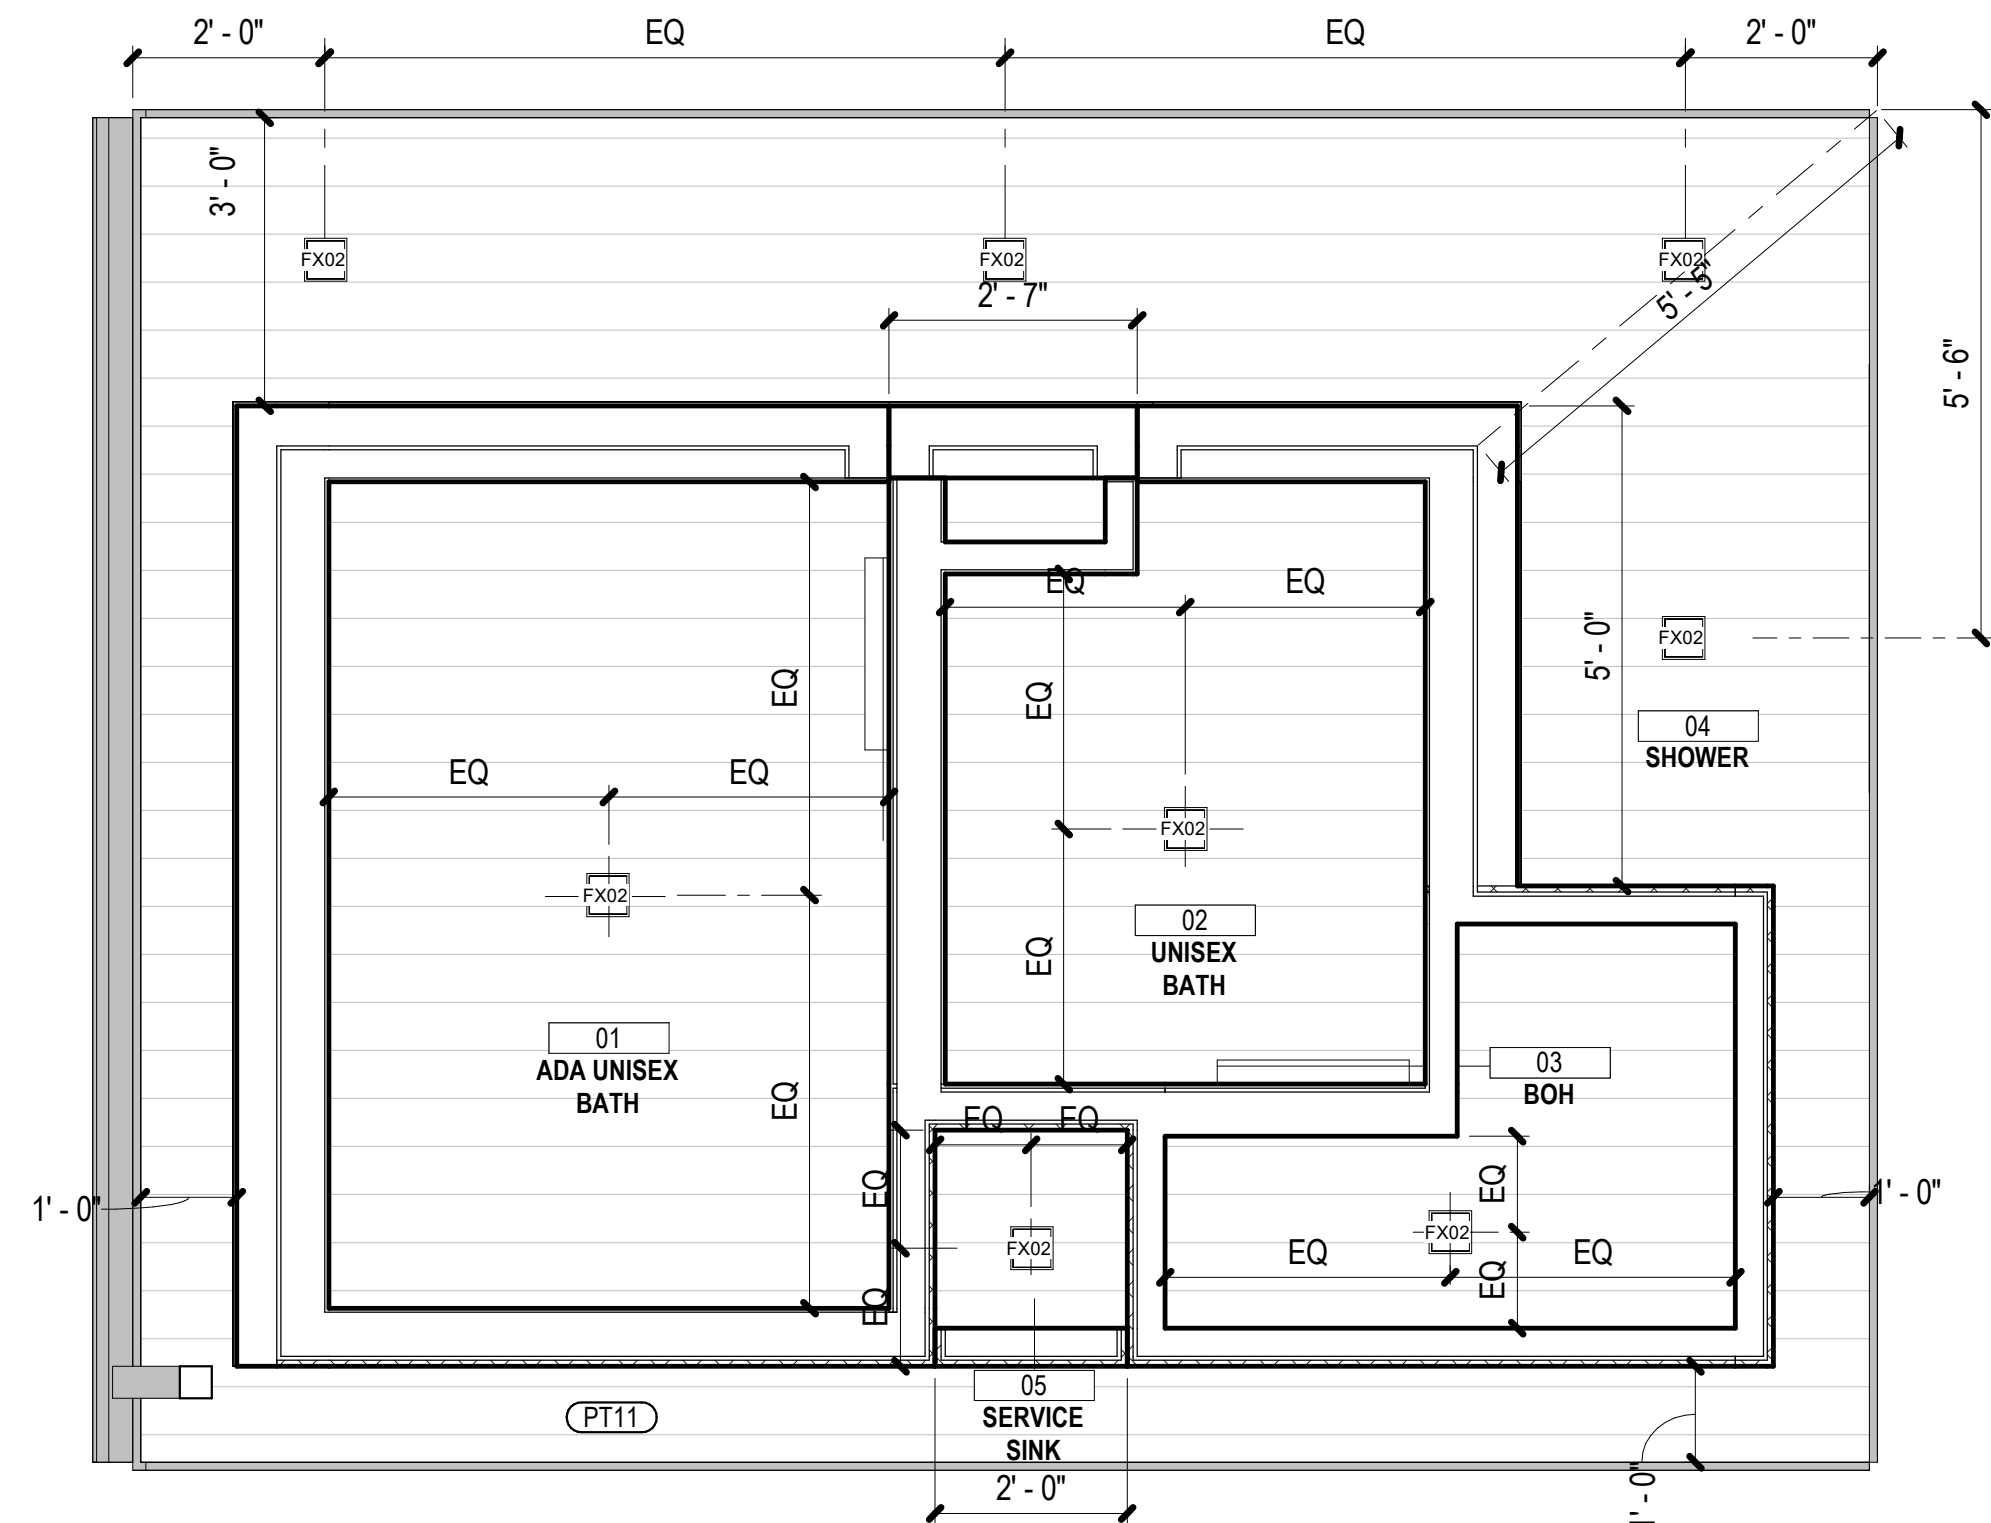 2' - 0" EQ EQ 2' - 0"
3' - 0"
FX02 FX02 FX02
2' - 7"
5' - 5"
5' - 6"
EQ EQ
5' - 0"
FX02
EQ EQ
04
SHOWER
EQ EQ
FX02
FX02
02
UNISEX
BATH
EQ
01
ADA UNISEX
BATH
EQ
03
BOH
EQ EQ
EQ
EQ
1' - 0"
1' - 0"
FX02
FX02
EQ EQ
EQ
EQ
05
SERVICE
SINK
PT11
2' - 0"
1' - 0"